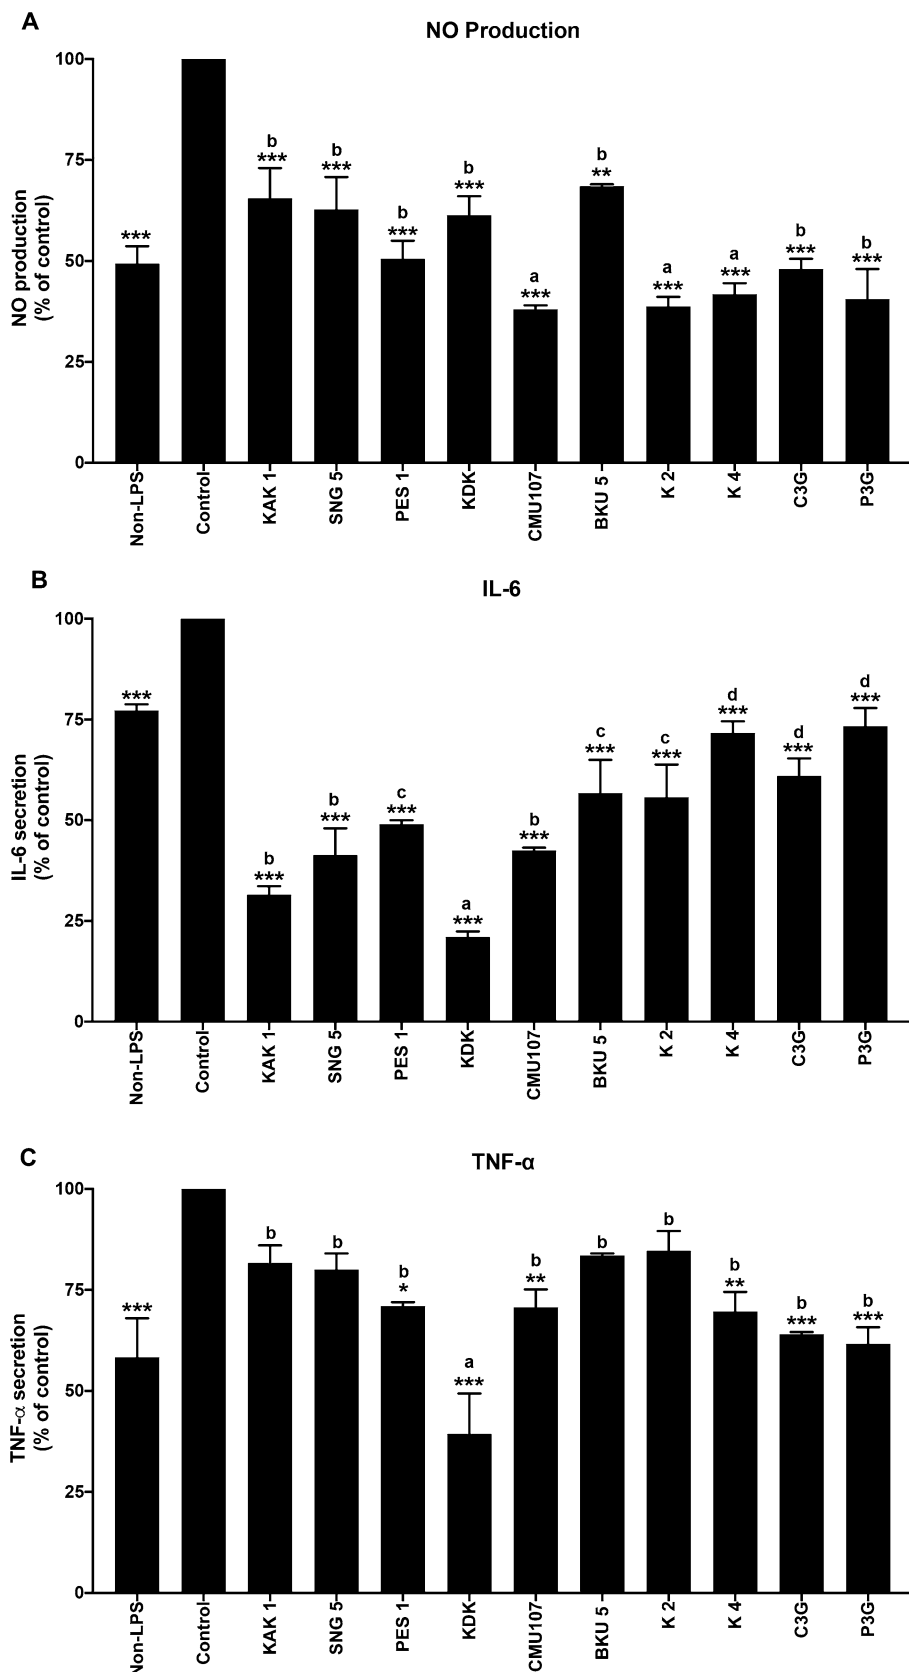 A
NO Production
NO production
(% of control)
100
75
50
25
0
***
b
***
b
***
b
***
b
***
a
***
b
**
a
***
a
***
b
***
b
***
Non-LPS
Control
KAK 1
SNG 5
PES 1
KDK
CMU107
BKU 5
K 2
K 4
C3G
P3G
B
IL-6
IL-6 secretion
(% of control)
100
75
50
25
0
***
b
***
b
***
c
***
a
***
b
***
c
***
c
***
d
***
d
***
d
***
Non-LPS
Control
KAK 1
SNG 5
PES 1
KDK
CMU107
BKU 5
K 2
K 4
C3G
P3G
C
TNF-α
TNF-α secretion
(% of control)
100
75
50
25
0
***
b
b
b
*
a
***
b
**
b
b
b
**
b
***
b
***
Non-LPS
Control
KAK 1
SNG 5
PES 1
KDK
CMU107
BKU 5
K 2
K 4
C3G
P3G